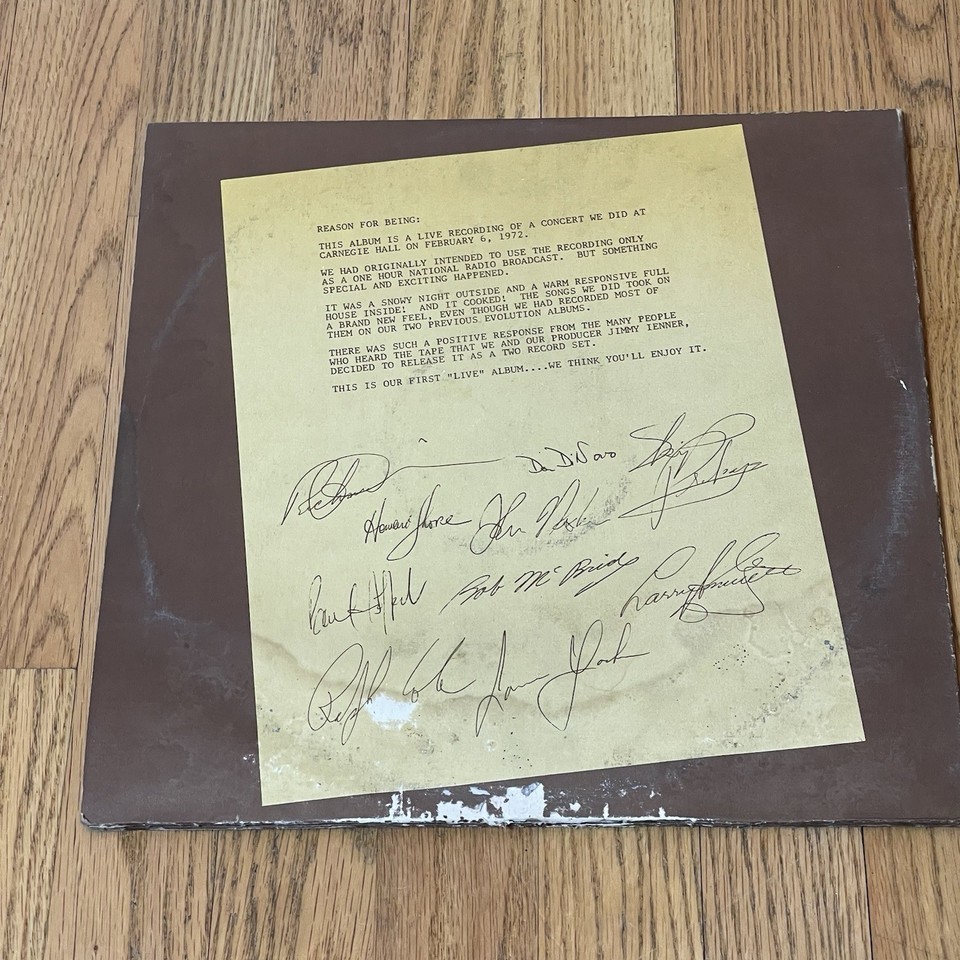 REASON FOR BEING:
THIS ALBUM IS A LIVE RECORDING OF A CONCERT WE DID AT
CARNEGIE HALL ON FEBRUARY 6, 1972.
WE HAD ORIGINALLY INTENDED TO USE THE RECORDING ONLY
AS A ONE HOUR NATIONAL RADIO BROADCAST. BUT SOMETHING
SPECIAL AND EXCITING HAPPENED.
IT WAS A SNOWY NIGHT OUTSIDE AND A WARM RESPONSIVE FULL
HOUSE INSIDE! AND IT COOKED! THE SONGS WE DID TOOK ON
A BRAND NEW FEEL, EVEN THOUGH WE HAD RECORDED MOST OF
THEM ON OUR TWO PREVIOUS EVOLUTION ALBUMS.
THERE WAS SUCH A POSITIVE RESPONSE FROM THE MANY PEOPLE
WHO HEARD THE TAPE THAT WE AND OUR PRODUCER JIMMY IENNER,
DECIDED TO RELEASE IT AS A TWO RECORD SET.
THIS IS OUR FIRST "LIVE" ALBUM....WE THINK YOU'LL ENJOY IT.
Howard Shore
Bob McBride
Ralph Cole